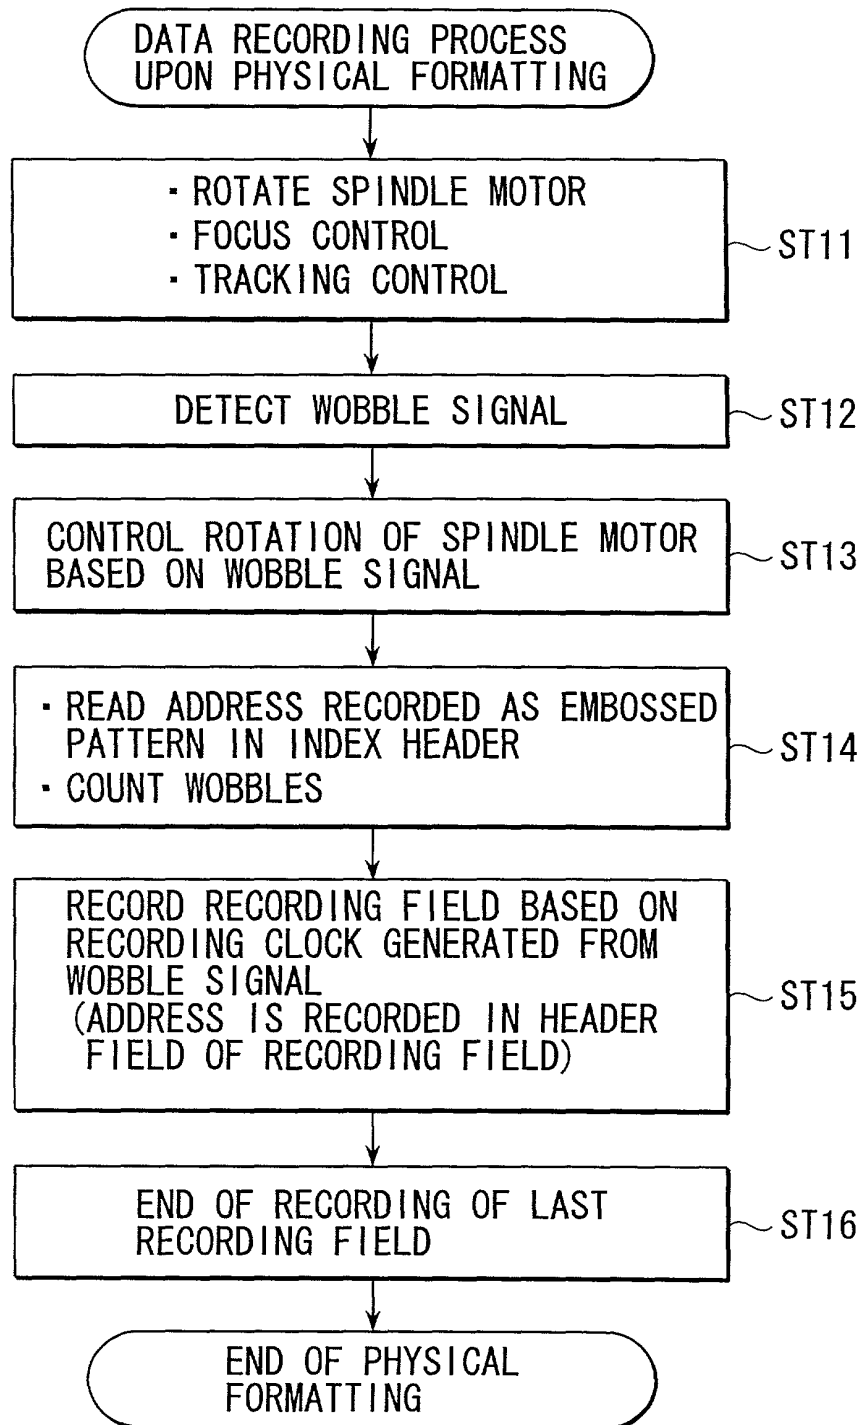 DATA RECORDING PROCESS
UPON PHYSICAL FORMATTING
· ROTATE SPINDLE MOTOR
· FOCUS CONTROL
· TRACKING CONTROL
ST11
DETECT WOBBLE SIGNAL
ST12
CONTROL ROTATION OF SPINDLE MOTOR
BASED ON WOBBLE SIGNAL
ST13
· READ ADDRESS RECORDED AS EMBOSSED
PATTERN IN INDEX HEADER
· COUNT WOBBLES
ST14
RECORD RECORDING FIELD BASED ON
RECORDING CLOCK GENERATED FROM
WOBBLE SIGNAL
(ADDRESS IS RECORDED IN HEADER
FIELD OF RECORDING FIELD)
ST15
END OF RECORDING OF LAST
RECORDING FIELD
ST16
END OF PHYSICAL
FORMATTING